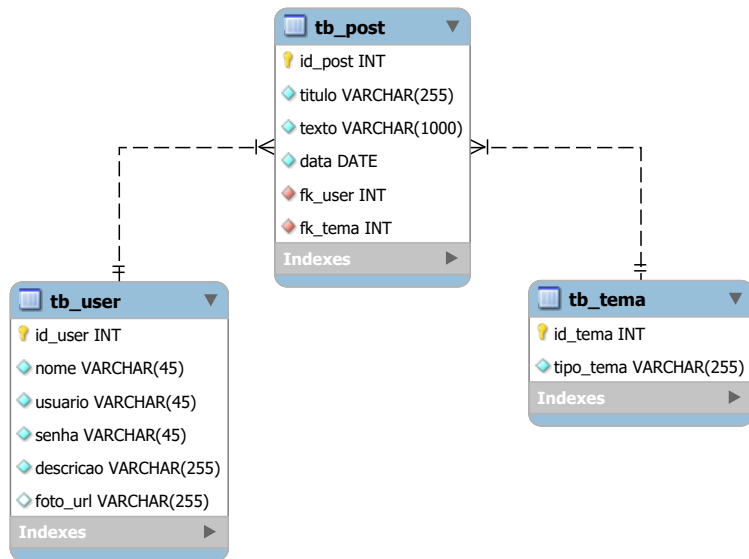 tb_post
id_post INT
titulo VARCHAR(255)
texto VARCHAR(1000)
data DATE
fk_user INT
fk_tema INT
Indexes
tb_user
id_user INT
nome VARCHAR(45)
usuario VARCHAR(45)
senha VARCHAR(45)
descricao VARCHAR(255)
foto_url VARCHAR(255)
Indexes
tb_tema
id_tema INT
tipo_tema VARCHAR(255)
Indexes